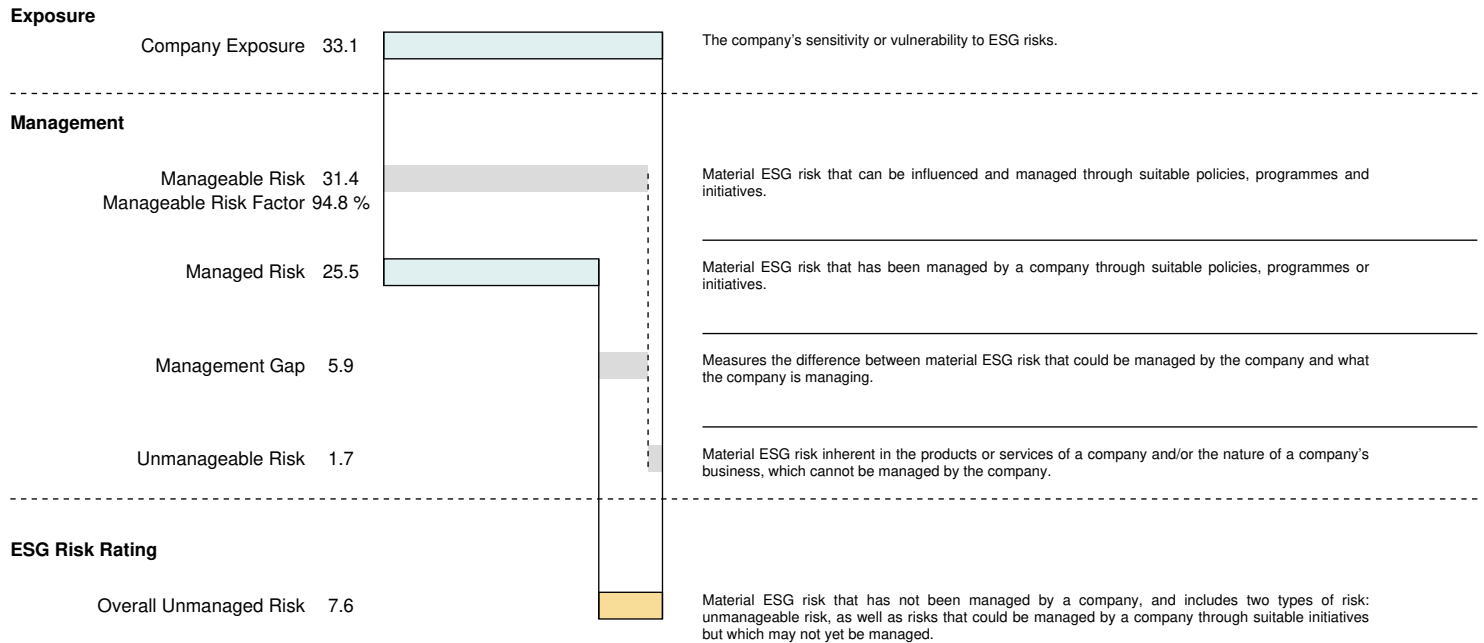 Exposure
Company Exposure 33.1
The company's sensitivity or vulnerability to ESG risks.
Management
Manageable Risk 31.4
Manageable Risk Factor 94.8 %
Material ESG risk that can be influenced and managed through suitable policies, programmes and
initiatives.
Managed Risk 25.5
Material ESG risk that has been managed by a company through suitable policies, programmes or
initiatives.
Management Gap 5.9
Measures the difference between material ESG risk that could be managed by the company and what
the company is managing.
Unmanageable Risk 1.7
Material ESG risk inherent in the products or services of a company and/or the nature of a company's
business, which cannot be managed by the company.
ESG Risk Rating
Overall Unmanaged Risk 7.6
Material ESG risk that has not been managed by a company, and includes two types of risk:
unmanageable risk, as well as risks that could be managed by a company through suitable initiatives
but which may not yet be managed.